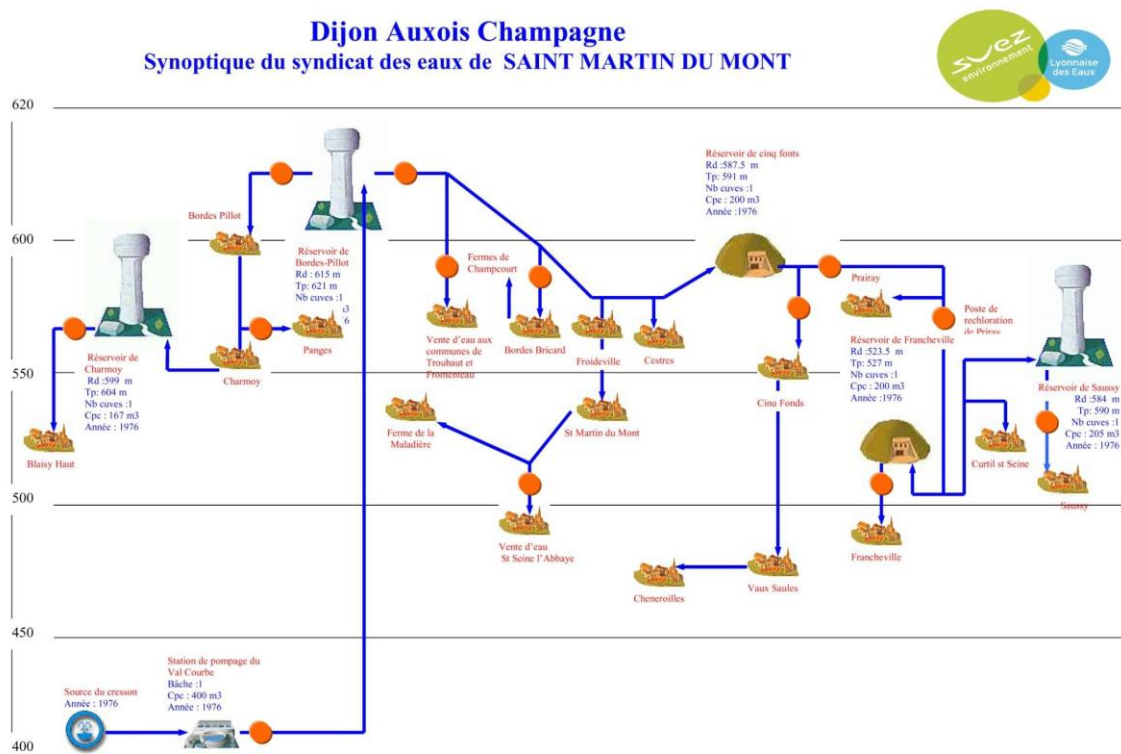 Dijon Auxois Champagne
Synoptique du syndicat des eaux de SAINT MARTIN DU MONT
suez
environnement
Lyonnaise
des Eaux
620
600
550
500
450
400
Réservoir de cinq fonts
Rd :587.5 m
Tp: 591 m
Nb cuves :1
Cpc : 200 m3
Année :1976
Bordes Pillot
Réservoir de
Bordes-Pillot
Rd : 615 m
Tp: 621 m
Nb cuves :1
m3
Fermes de
Champcourt
Prairay
Poste de
rechloration
de Priray
Réservoir de
Charmoy
Rd :599 m
Tp: 604 m
Nb cuves :1
Cpc : 167 m3
Année : 1976
Charmoy
Panges
Vente d'eau aux
communes de
Trouhaut et
Fromenteau
Bordes Bricard
Froideville
Cestres
Réservoir de Francheville
Rd :523.5 m
Tp: 527 m
Nb cuves :1
Cpc : 200 m3
Année :1976
Réservoir de Saussy
Rd :584 m
Tp: 590 m
Nb cuves :1
Cpc : 205 m3
Année : 1976
Cinq Fonds
Ferme de la
Maladière
St Martin du Mont
Blaisy Haut
Curtil st Seine
Saussy
Vente d'eau
St Seine l'Abbaye
Francheville
Cheneroilles
Vaux Saules
Source du cresson
Année : 1976
Station de pompage du
Val Courbe
Bâche :1
Cpc : 400 m3
Année : 1976